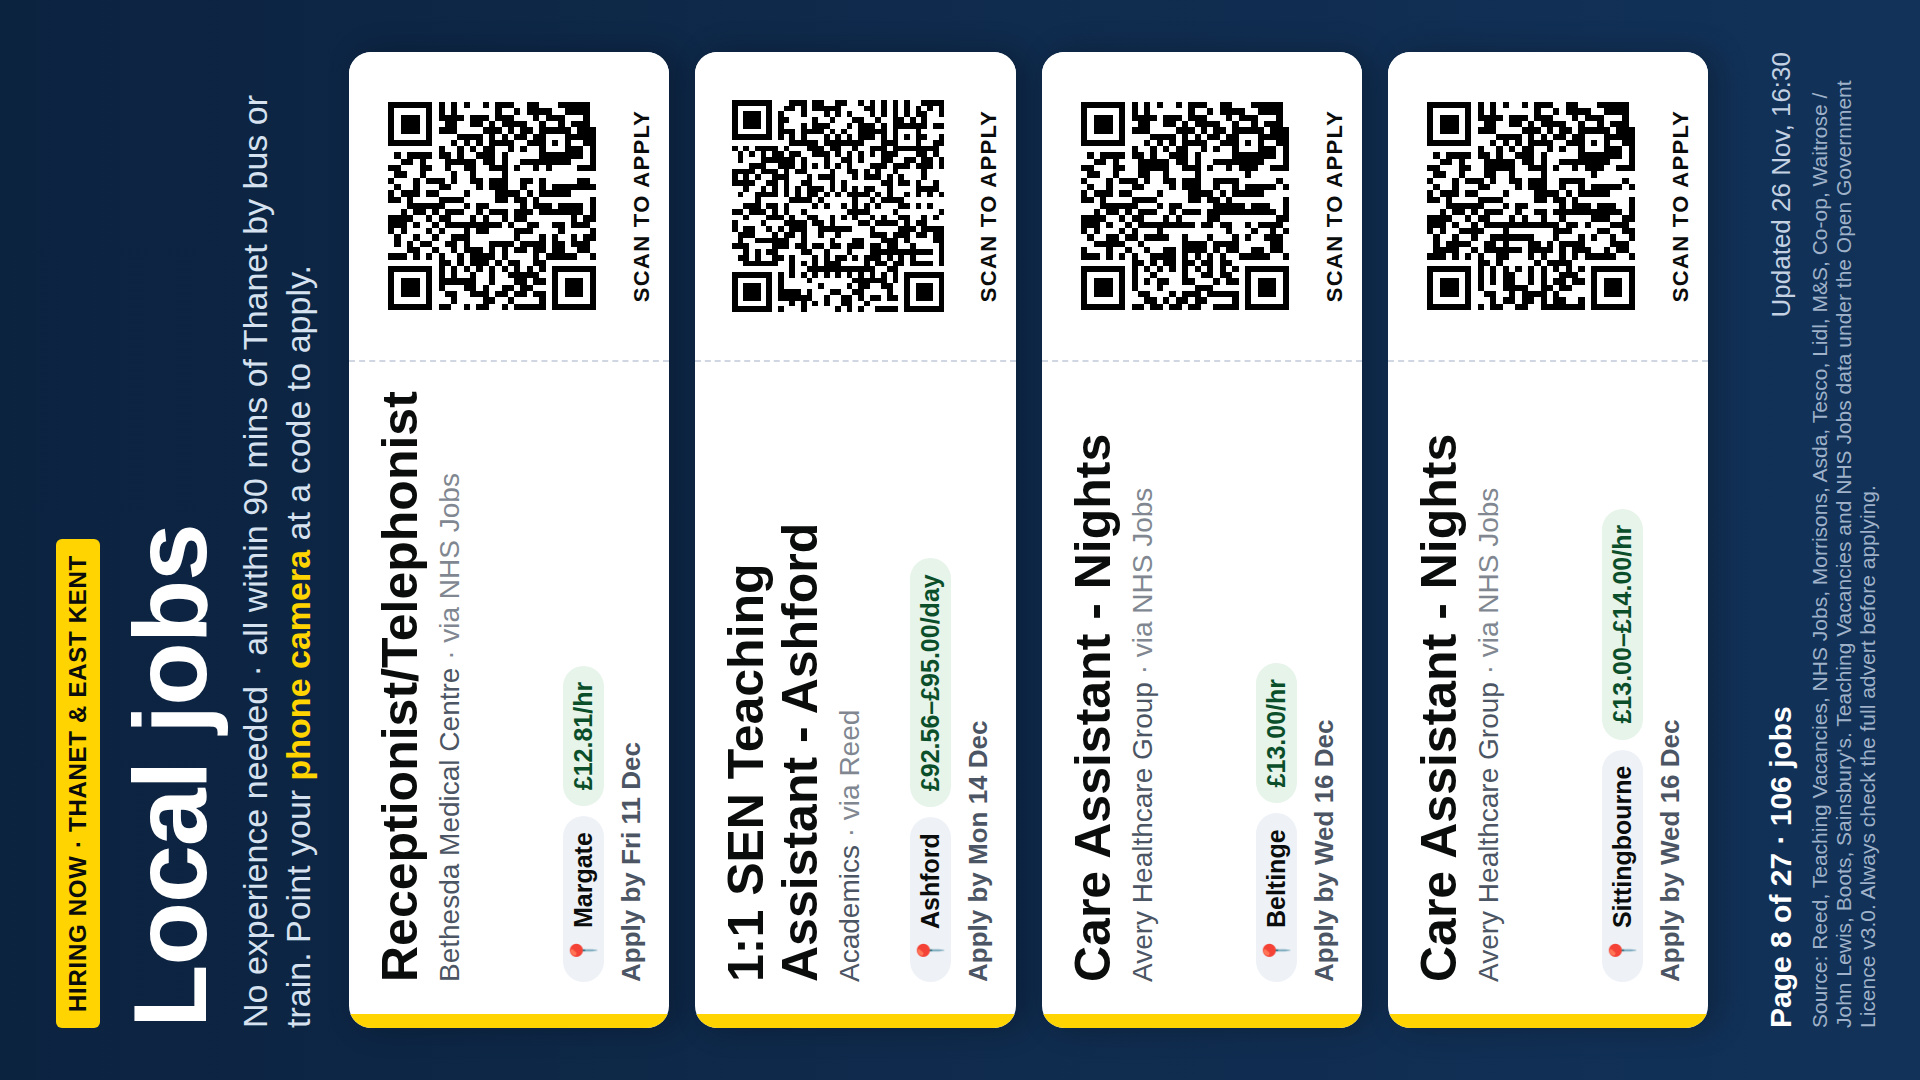 HIRING NOW · THANET & EAST KENT
Local jobs
No experience needed · all within 90 mins of Thanet by bus or
train. Point your phone camera at a code to apply.
Receptionist/Telephonist
Bethesda Medical Centre · via NHS Jobs
Margate £12.81/hr
Apply by Fri 11 Dec
SCAN TO APPLY
1:1 SEN Teaching
Assistant - Ashford
Academics · via Reed
Ashford £92.56–£95.00/day
Apply by Mon 14 Dec
SCAN TO APPLY
Care Assistant - Nights
Avery Healthcare Group · via NHS Jobs
Beltinge £13.00/hr
Apply by Wed 16 Dec
SCAN TO APPLY
Care Assistant - Nights
Avery Healthcare Group · via NHS Jobs
Sittingbourne £13.00–£14.00/hr
Apply by Wed 16 Dec
SCAN TO APPLY
Page 8 of 27 · 106 jobs
Updated 26 Nov, 16:30
Source: Reed, Teaching Vacancies, NHS Jobs, Morrisons, Asda, Tesco, Lidl, M&S, Co-op, Waitrose /
John Lewis, Boots, Sainsbury's. Teaching Vacancies and NHS Jobs data under the Open Government
Licence v3.0. Always check the full advert before applying.